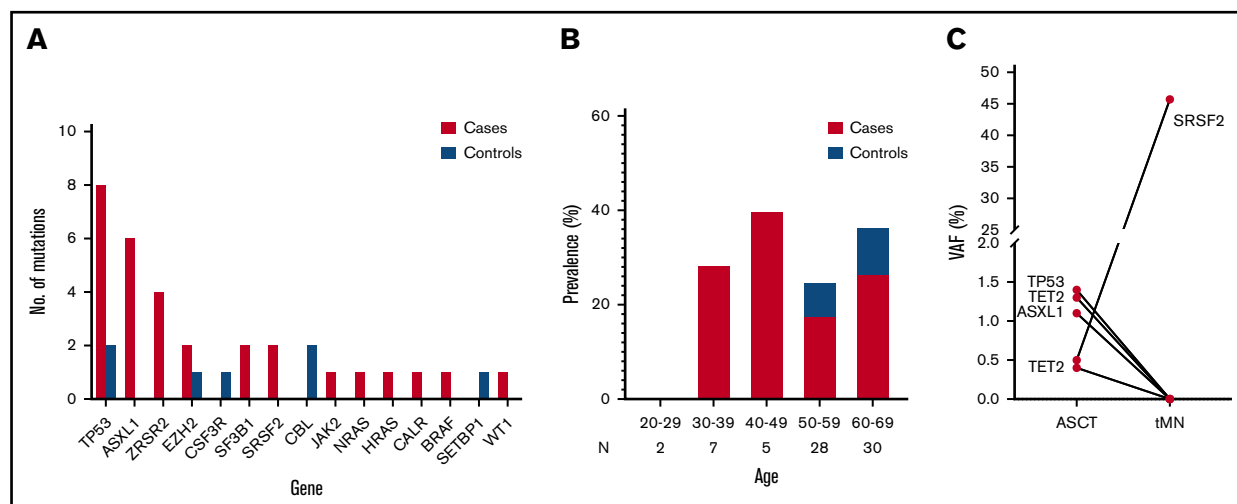 A
No. of mutations
10
8
6
4
2
0
Cases
Controls
TP53
ASXL1
ZRSR2
EZH2
CSF3R
SF3B1
SRSF2
CBL
JAK2
NRAS
HRAS
CALR
BRAF
SETBP1
WT1
Gene
B
Prevalence (%)
60
40
20
0
Cases
Controls
20-29 30-39 40-49 50-59 60-69
N 2 7 5 28 30
Age
C
VAF (%)
50
45
40
35
30
25
2.0
1.5
1.0
0.5
0.0
SRSF2
TP53
TET2
ASXL1
TET2
ASCT tMN